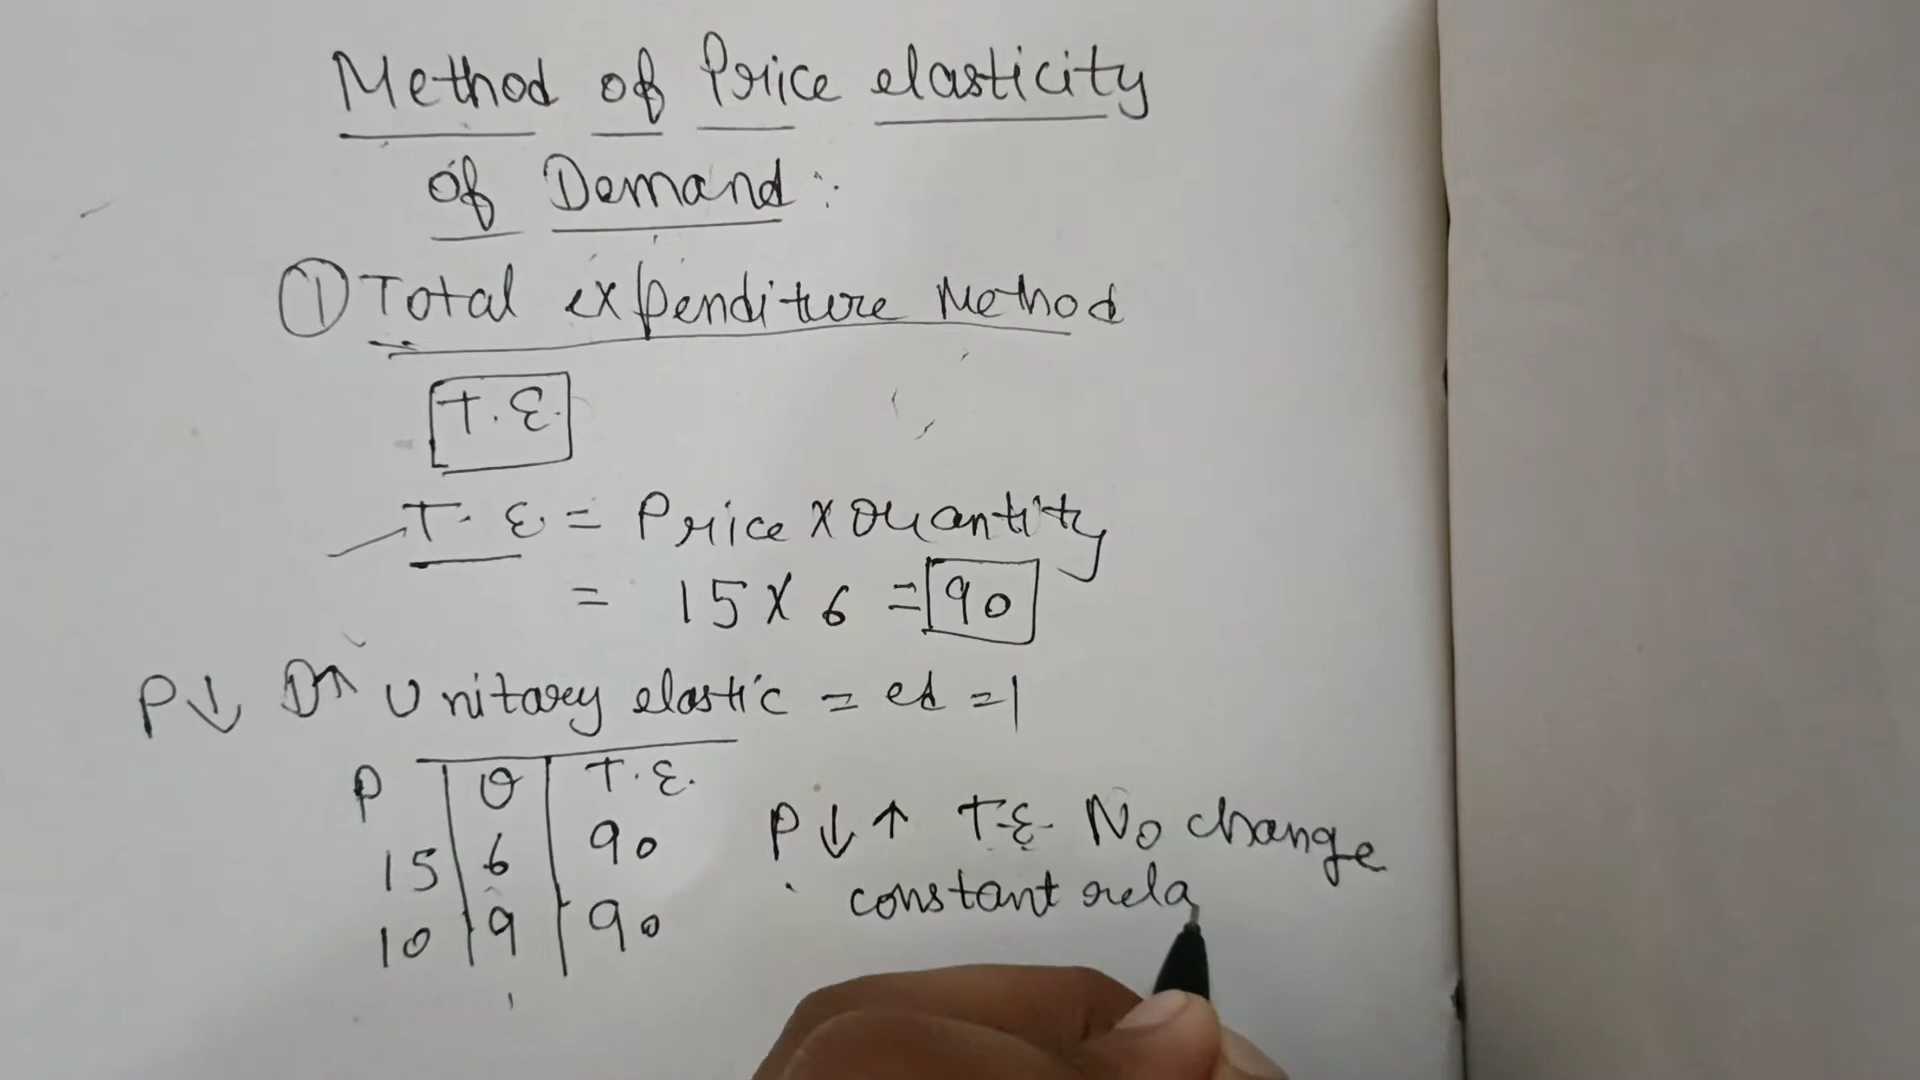 Method of Price elasticity
of Demand :
① Total expenditure Method
T.E.
T.E. = Price x Quantity
= 15 x 6 = 90
P↓ D↑ Unitary elastic = ed = 1
P Q T.E.
15 6 90
10 9 90
P↓↑ T.E. No change
constant rela